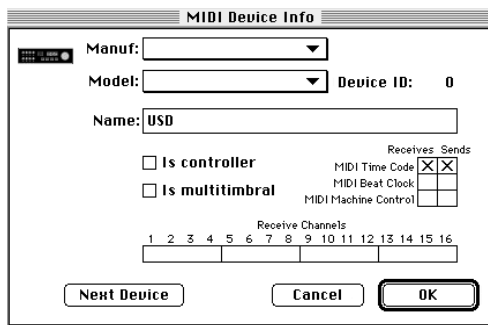 MIDI Device Info
Manuf:
Model:
Device ID: 0
Name: USD
Is controller
Is multitimbral
Receives Sends
MIDI Time Code
MIDI Beat Clock
MIDI Machine Control
Receive Channels
1 2 3 4 5 6 7 8 9 10 11 12 13 14 15 16
Next Device
Cancel
OK